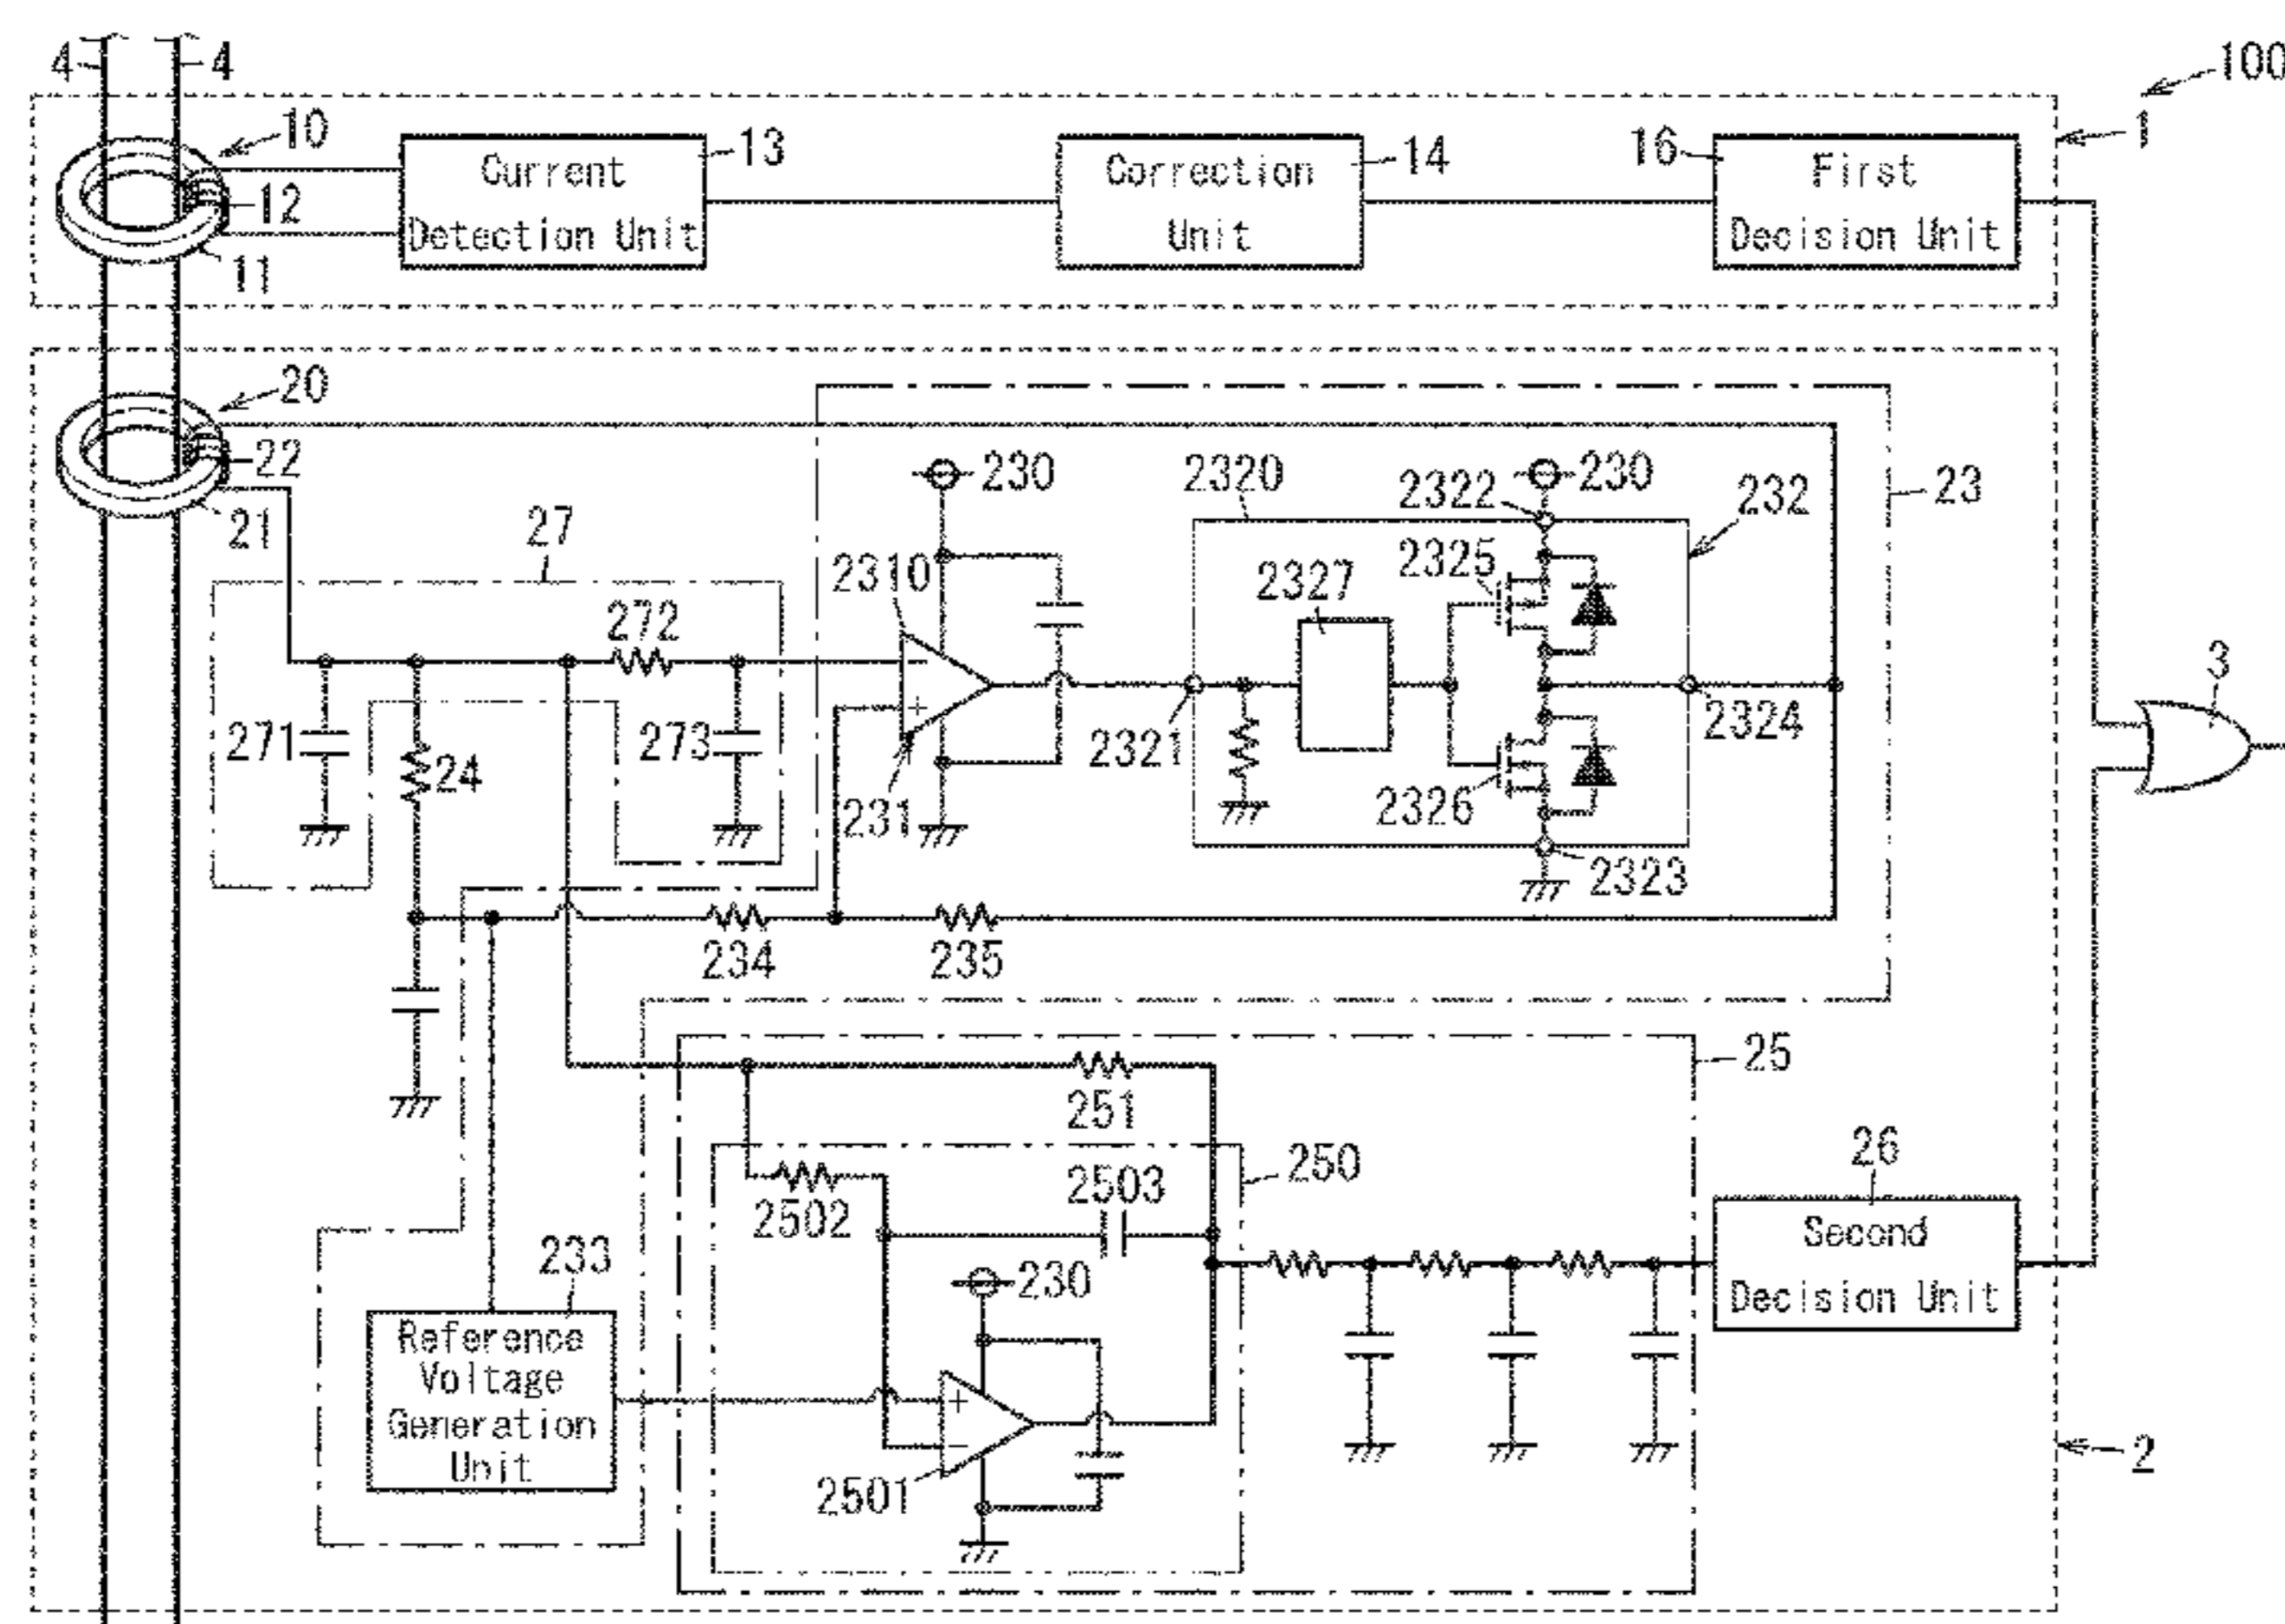 4 4 100
10 13 14 16 1
Current
Detection Unit
Correction
Unit
First
Decision Unit
12
11
20
22
21
27
230 2320 2322 230 232 23
2310 2327 2325
272
271 24 273
231 2321 2326 2324
2323
3
234 235
25
251
250
2502 2503
26
Second
Decision Unit
233
Reference
Voltage
Generation
Unit
230
+
−
2501
2
−
+